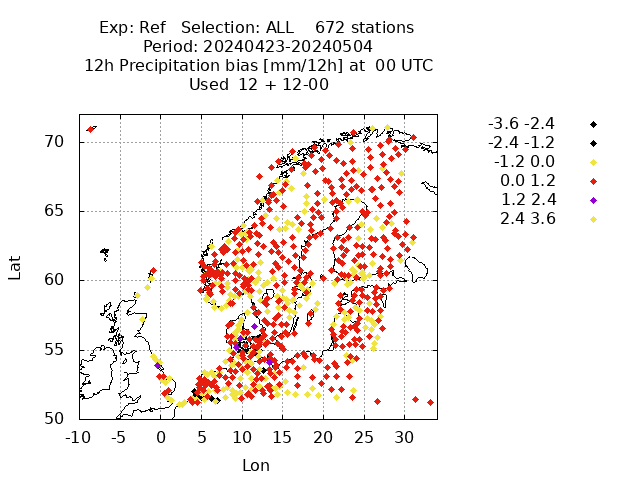 Exp: Ref   Selection: ALL    672 stations
Period: 20240423-20240504
12h Precipitation bias [mm/12h] at  00 UTC
Used  12 + 12-00
-3.6 -2.4
-2.4 -1.2
-1.2 0.0
0.0 1.2
1.2 2.4
2.4 3.6
70
65
60
55
50
Lat
-10 -5 0 5 10 15 20 25 30
Lon